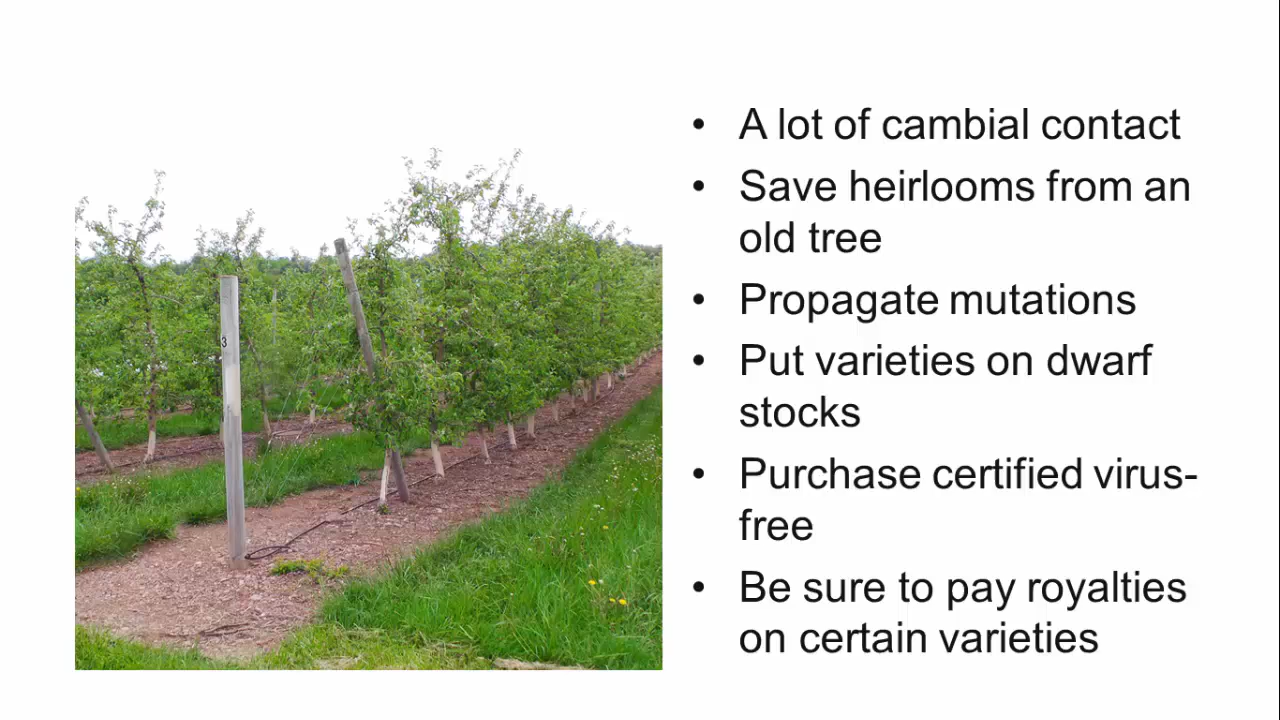 • A lot of cambial contact
• Save heirlooms from an
old tree
• Propagate mutations
• Put varieties on dwarf
stocks
• Purchase certified virus-
free
• Be sure to pay royalties
on certain varieties
3